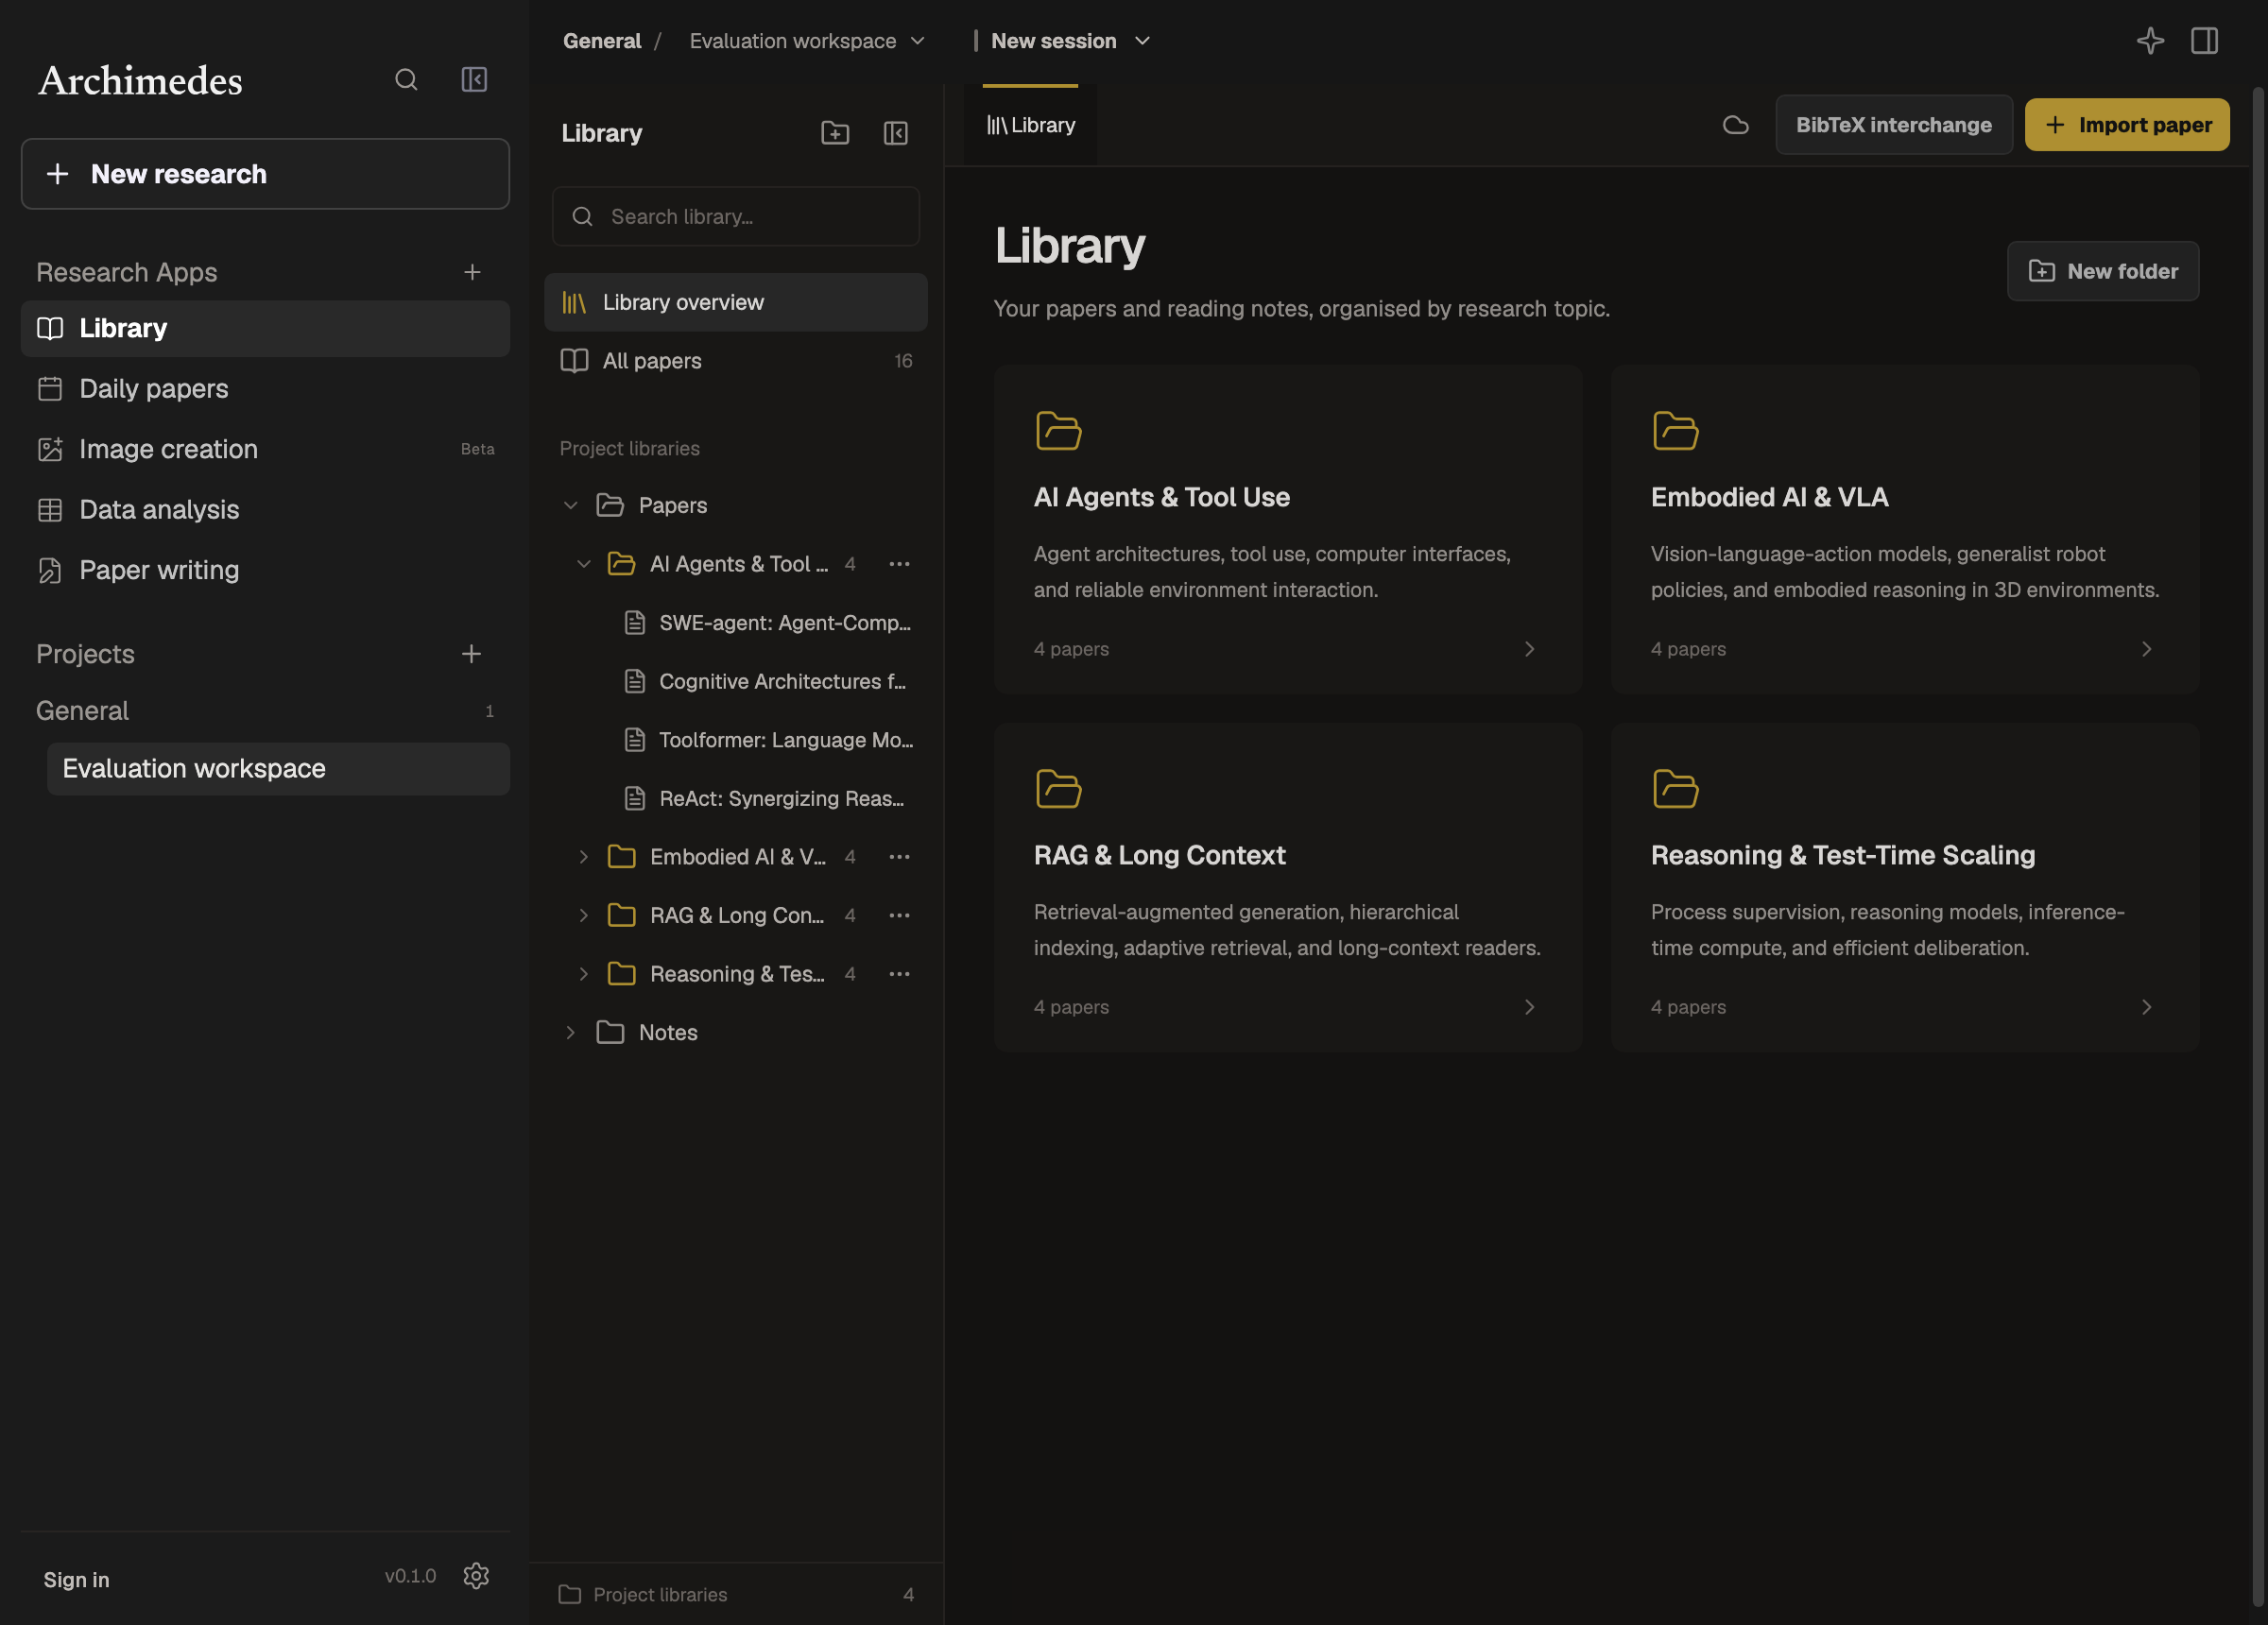 Archimedes
New research
Research Apps
Library
Daily papers
Image creation Beta
Data analysis
Paper writing
Projects
General 1
Evaluation workspace
Sign in v0.1.0
General / Evaluation workspace
New session
Library
Search library...
Library overview
All papers 16
Project libraries
Papers
AI Agents & Tool ... 4
SWE-agent: Agent-Comp...
Cognitive Architectures f...
Toolformer: Language Mo...
ReAct: Synergizing Reas...
Embodied AI & V... 4
RAG & Long Con... 4
Reasoning & Tes... 4
Notes
Project libraries 4
Library
BibTeX interchange
Import paper
Library
Your papers and reading notes, organised by research topic.
New folder
AI Agents & Tool Use
Agent architectures, tool use, computer interfaces,
and reliable environment interaction.
4 papers
Embodied AI & VLA
Vision-language-action models, generalist robot
policies, and embodied reasoning in 3D environments.
4 papers
RAG & Long Context
Retrieval-augmented generation, hierarchical
indexing, adaptive retrieval, and long-context readers.
4 papers
Reasoning & Test-Time Scaling
Process supervision, reasoning models, inference-
time compute, and efficient deliberation.
4 papers